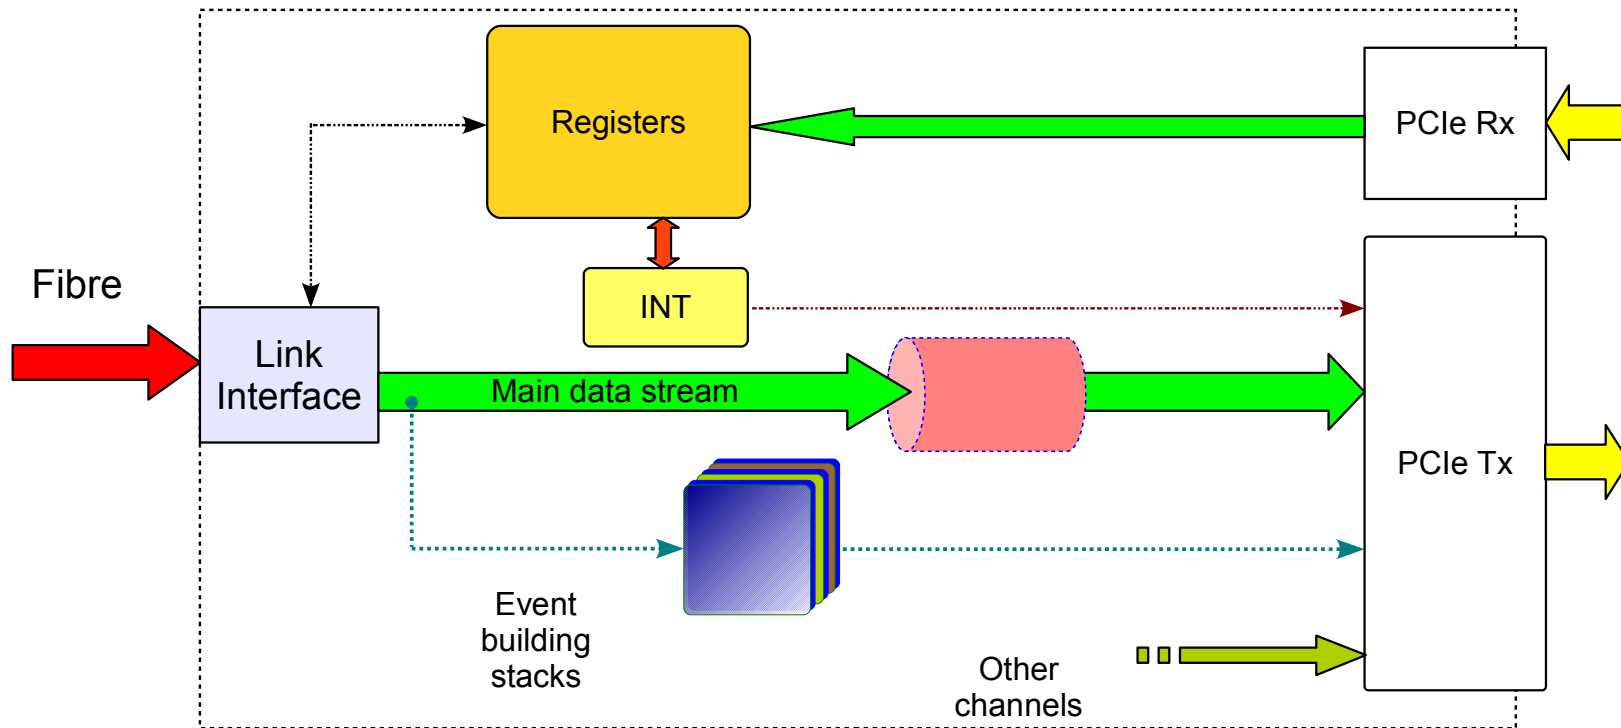 Registers
PCIe Rx
Fibre
INT
Link
Interface
Main data stream
PCIe Tx
Event
building
stacks
Other
channels